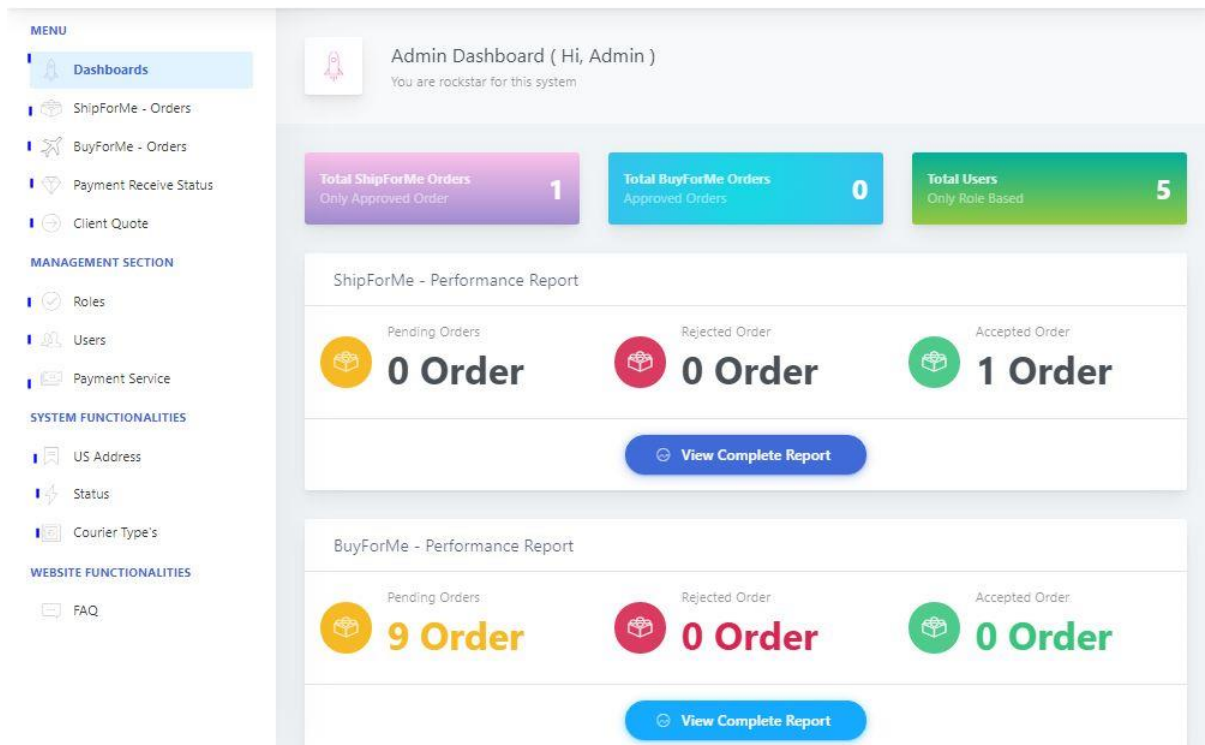 MENU
Dashboards
ShipForMe - Orders
BuyForMe - Orders
Payment Receive Status
Client Quote
MANAGEMENT SECTION
Roles
Users
Payment Service
SYSTEM FUNCTIONALITIES
US Address
Status
Courier Type's
WEBSITE FUNCTIONALITIES
FAQ
Admin Dashboard ( Hi, Admin )
You are rockstar for this system
Total ShipForMe Orders
Only Approved Order
1
Total BuyForMe Orders
Approved Orders
0
Total Users
Only Role Based
5
ShipForMe - Performance Report
Pending Orders
0 Order
Rejected Order
0 Order
Accepted Order
1 Order
View Complete Report
BuyForMe - Performance Report
Pending Orders
9 Order
Rejected Order
0 Order
Accepted Order
0 Order
View Complete Report